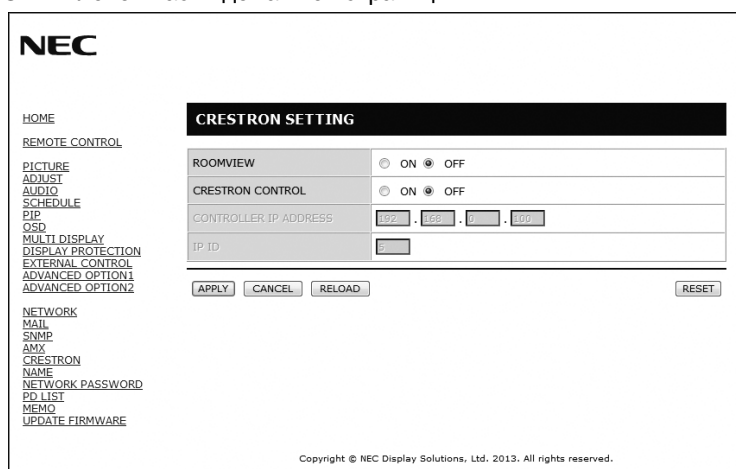 NEC
HOME
REMOTE CONTROL
PICTURE
ADJUST
AUDIO
SCHEDULE
PIP
OSD
MULTI DISPLAY
DISPLAY PROTECTION
EXTERNAL CONTROL
ADVANCED OPTION1
ADVANCED OPTION2
NETWORK
MAIL
SNMP
AMX
CRESTRON
NAME
NETWORK PASSWORD
PD LIST
MEMO
UPDATE FIRMWARE
CRESTRON SETTING
ROOMVIEW ON OFF
CRESTRON CONTROL ON OFF
CONTROLLER IP ADDRESS 192 . 168 . 0 . 100
IP ID 5
APPLY CANCEL RELOAD RESET
Copyright © NEC Display Solutions, Ltd. 2013. All rights reserved.